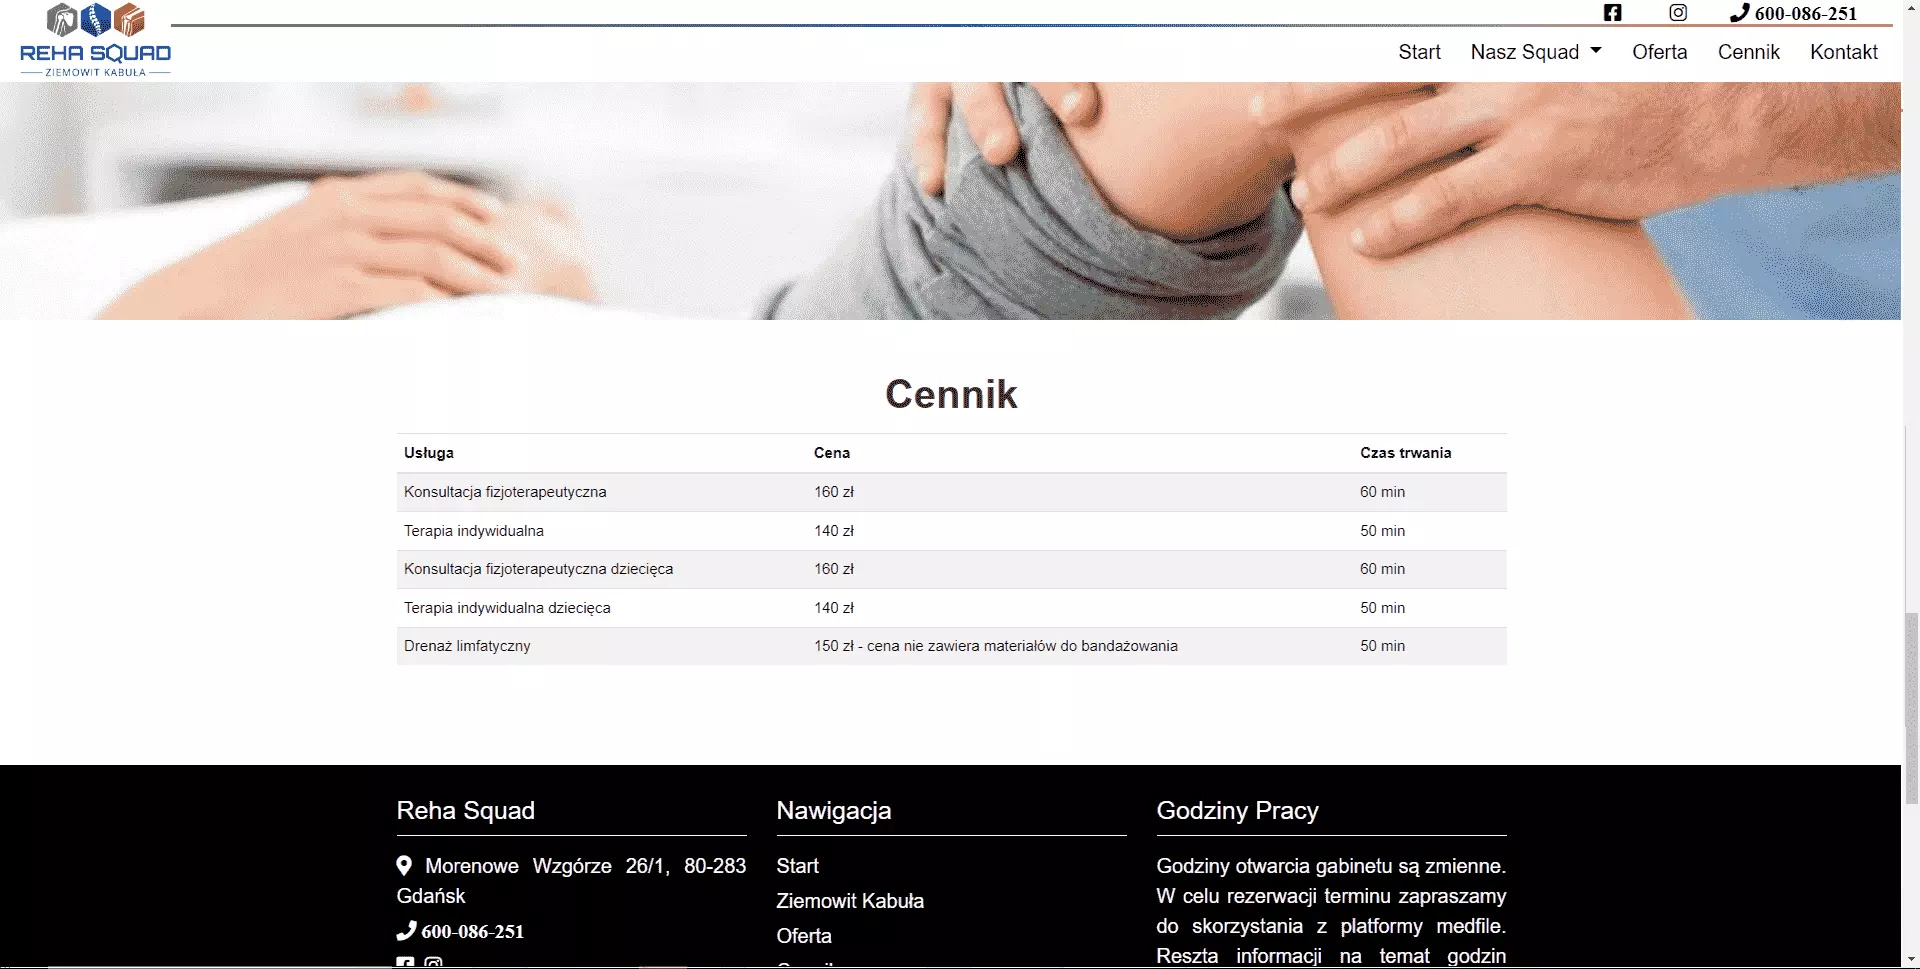 600-086-251
REHA SQUAD
ZIEMOWIT KABUŁA
Start Nasz Squad Oferta Cennik Kontakt
Cennik
Usługa Cena Czas trwania
Konsultacja fizjoterapeutyczna 160 zł 60 min
Terapia indywidualna 140 zł 50 min
Konsultacja fizjoterapeutyczna dziecięca 160 zł 60 min
Terapia indywidualna dziecięca 140 zł 50 min
Drenaż limfatyczny 150 zł - cena nie zawiera materiałów do bandażowania 50 min
Reha Squad
Morenowe Wzgórze 26/1, 80-283
Gdańsk
600-086-251
Nawigacja
Start
Ziemowit Kabuła
Oferta
Godziny Pracy
Godziny otwarcia gabinetu są zmienne.
W celu rezerwacji terminu zapraszamy
do skorzystania z platformy medfile.
Reszta informacji na temat godzin